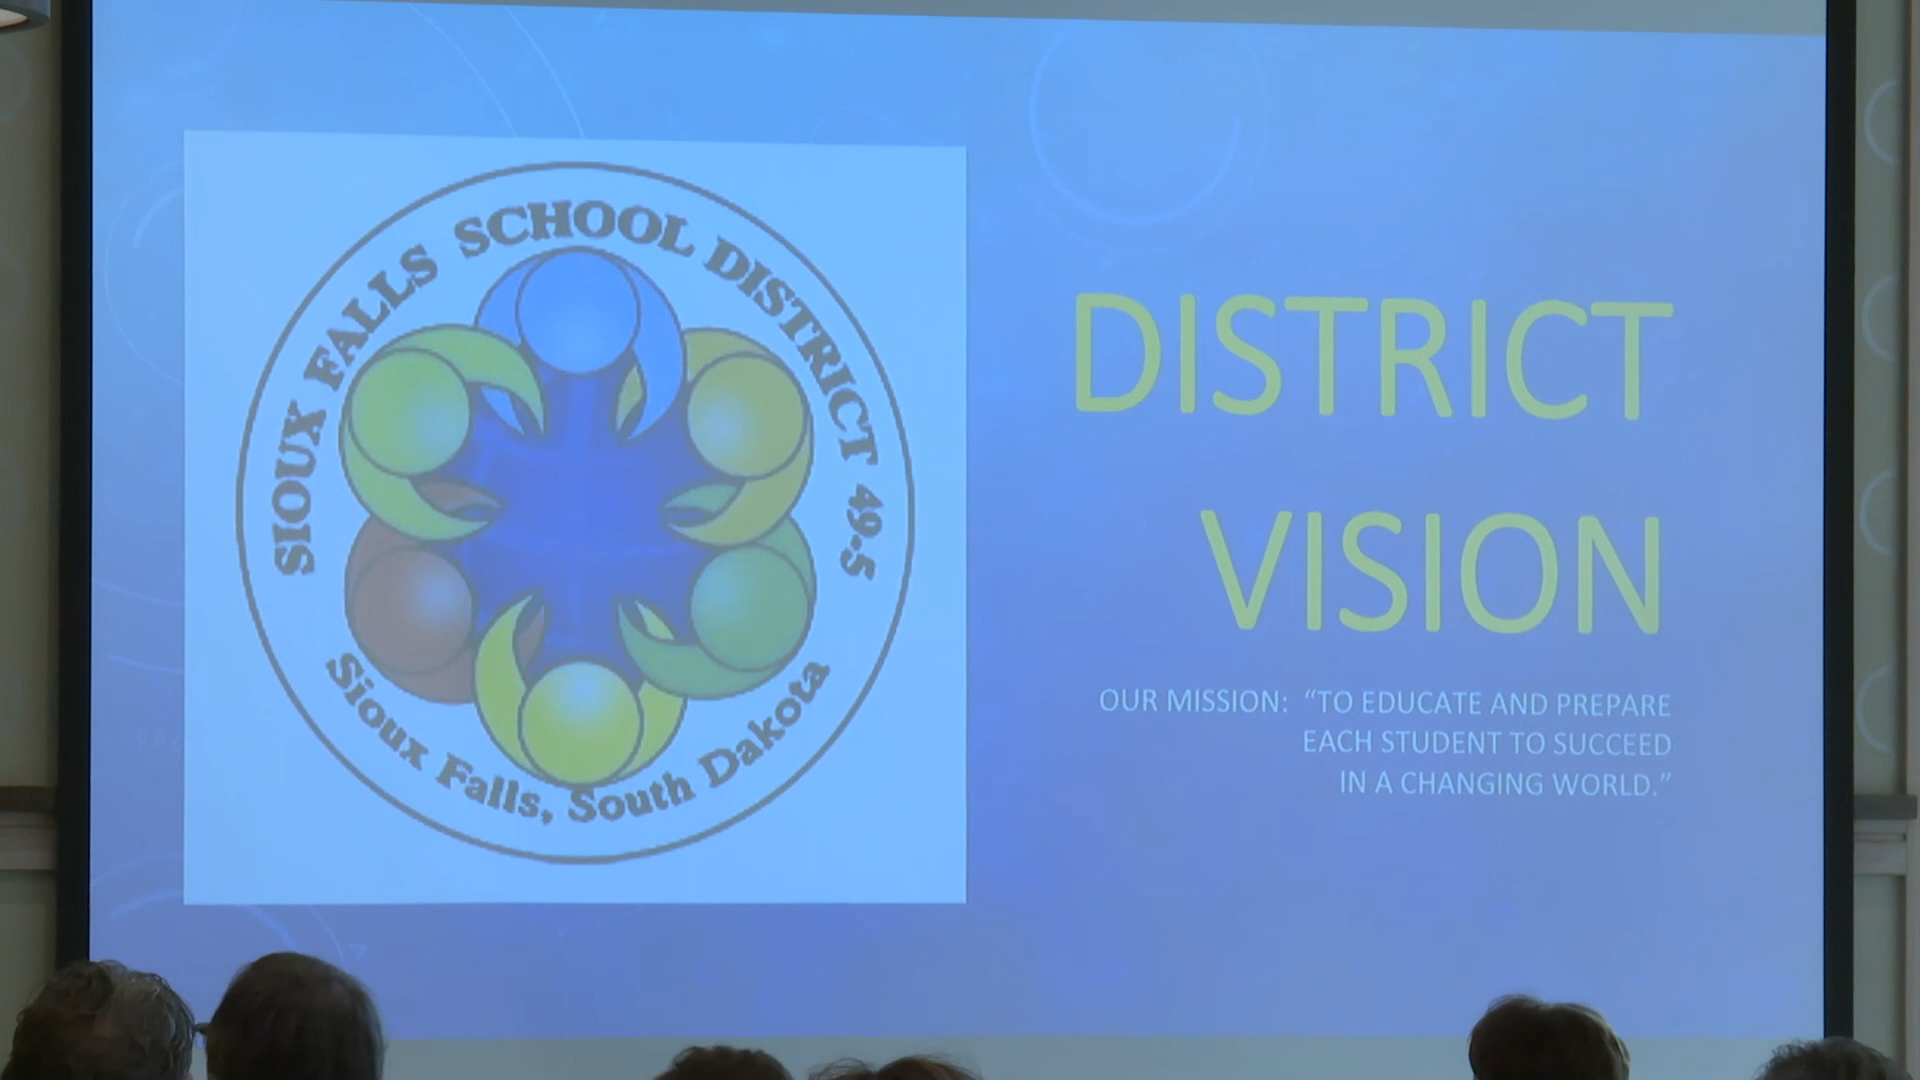 SIOUX FALLS SCHOOL DISTRICT 49-5
Sioux Falls, South Dakota
DISTRICT
VISION
OUR MISSION: “TO EDUCATE AND PREPARE
EACH STUDENT TO SUCCEED
IN A CHANGING WORLD.”